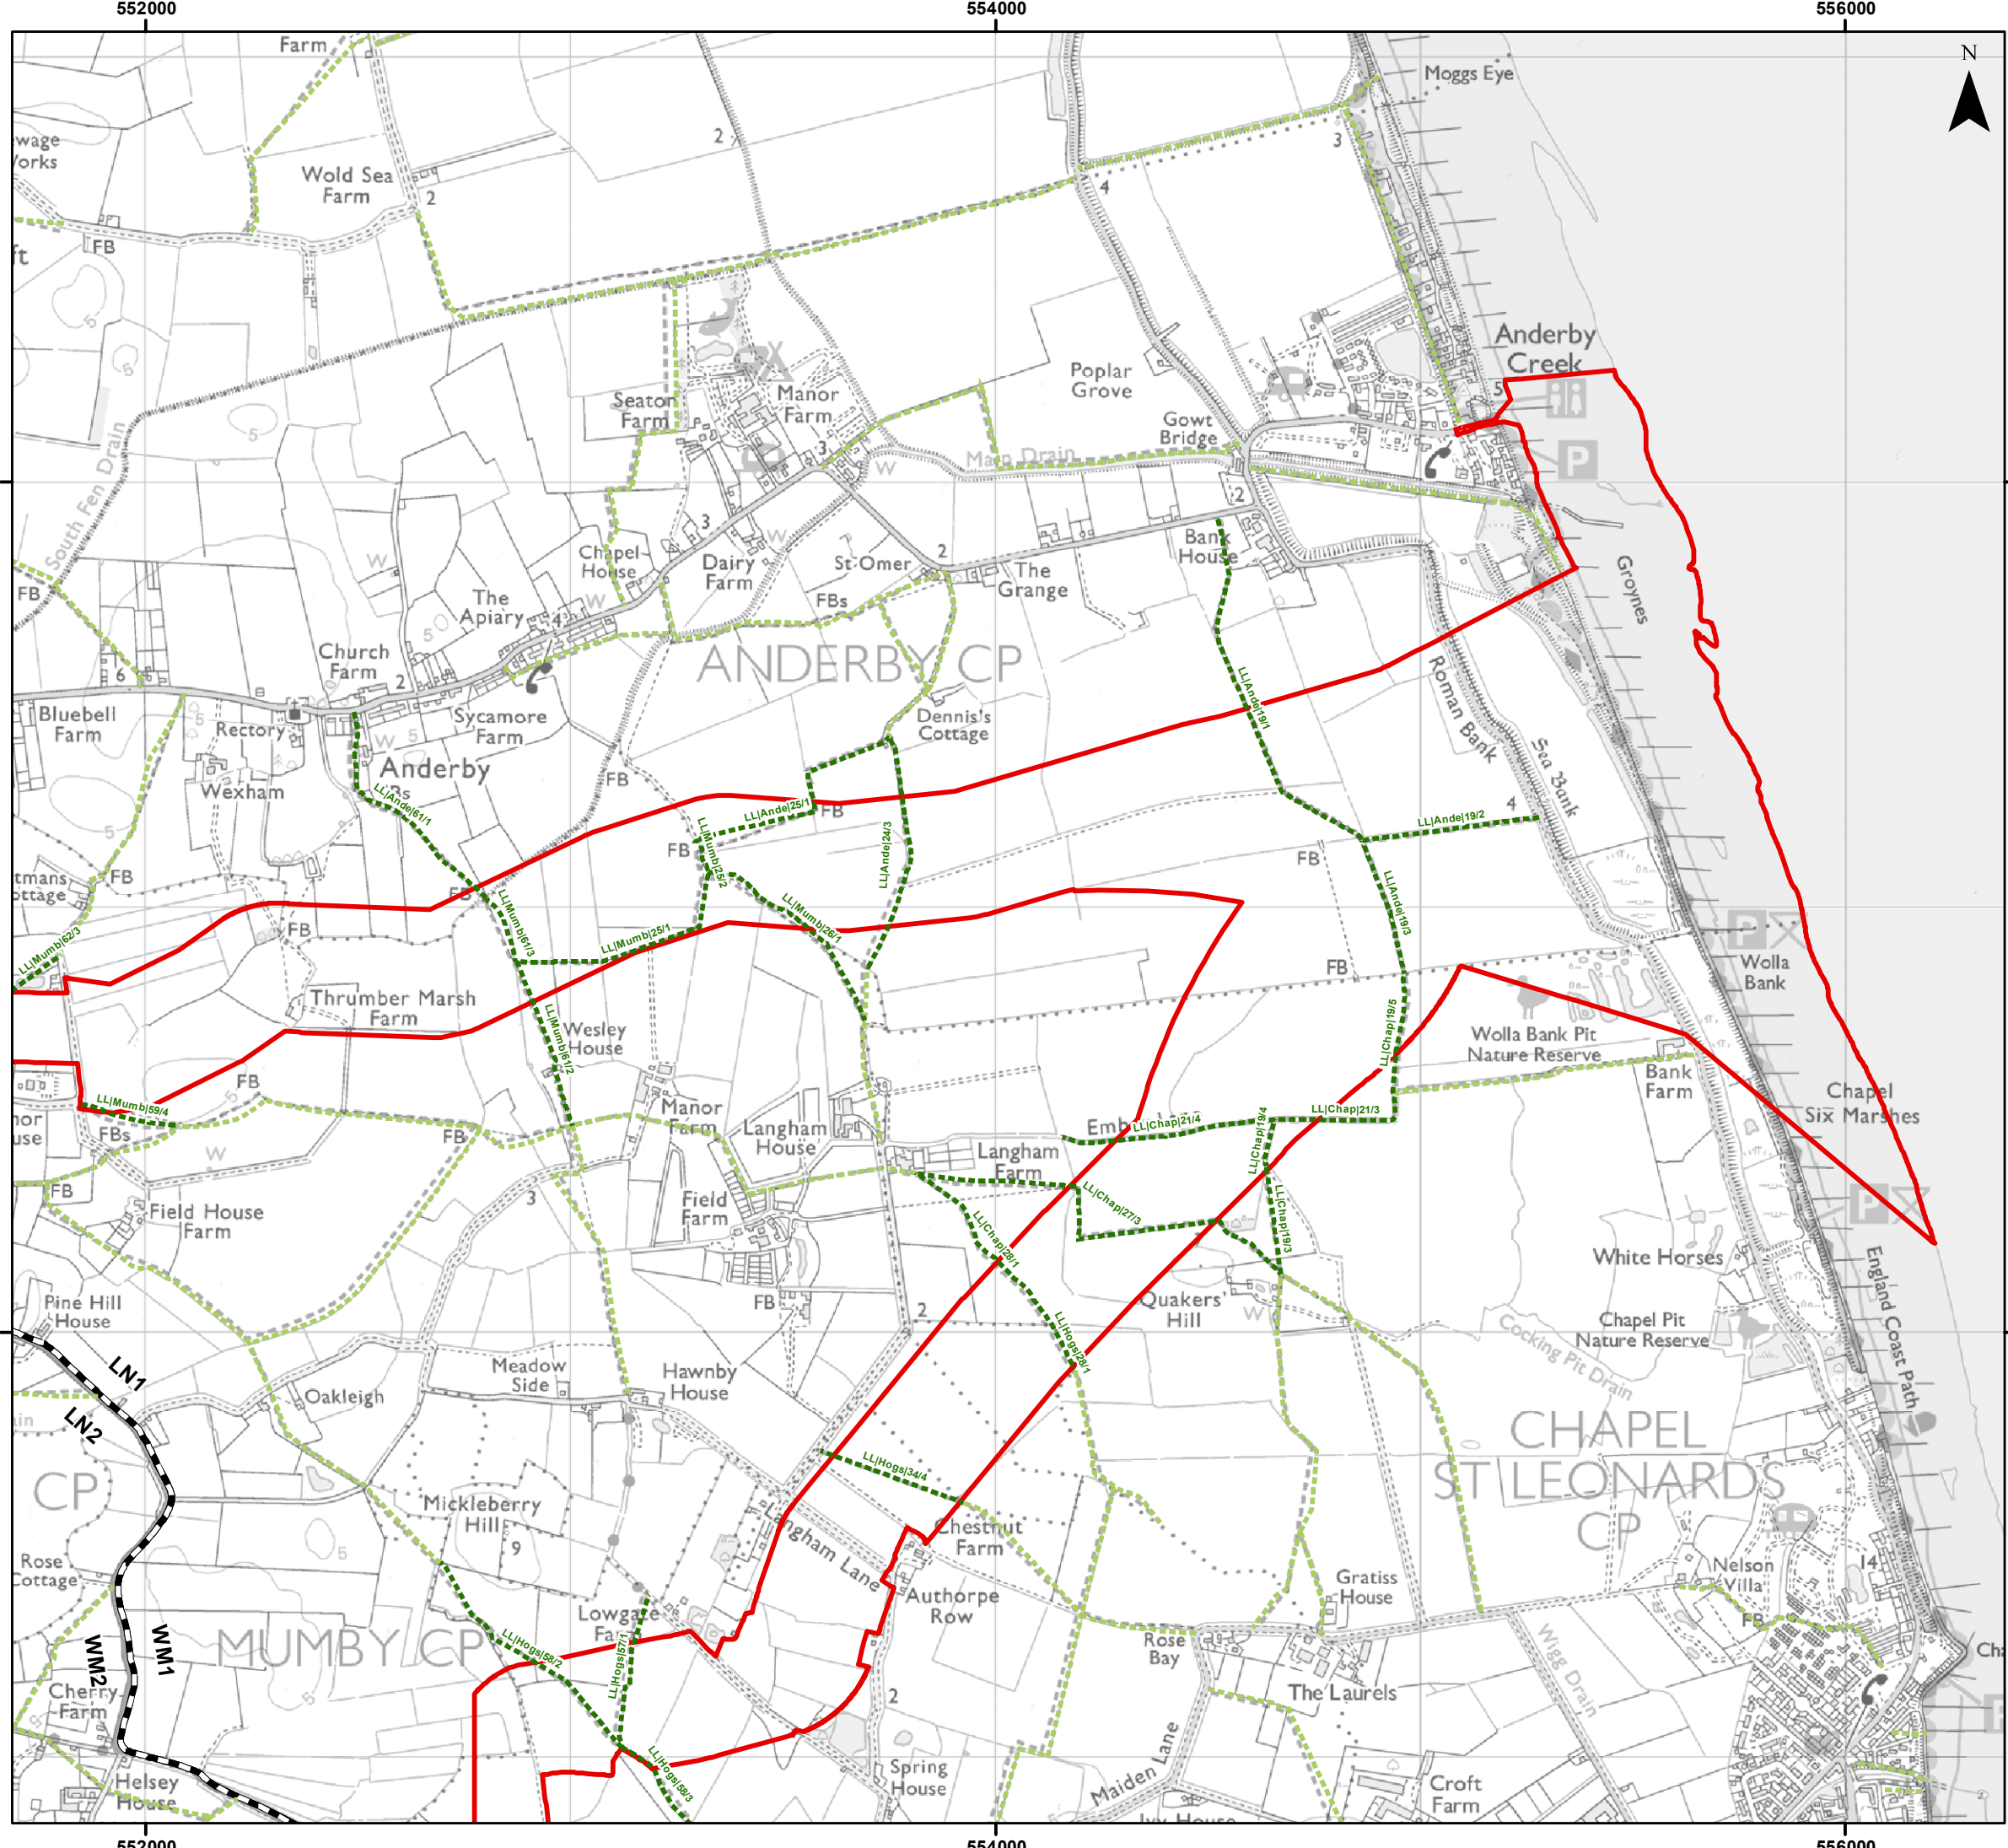 552000
554000
556000
N
Farm
Moggs Eye
2
3
Wold Sea
Farm
2
4
FB
5
Anderby
Creek
5
Poplar
Grove
Seaton
Farm
Manor
Farm
Gowt
Bridge
P
South Fen Drain
5
3
W
Main Drain
2
3
Bank
House
Chapel
House
Dairy
Farm
W
St Omer
2
The
Grange
Groynes
FB
The
Apiary
W
4
FBs
5
W
Church
Farm
ANDERBY CP
6
2
LL|Ande|19/1
Roman Bank
Bluebell
Farm
Rectory
5
W
5
Sycamore
Farm
Dennis's
Cottage
Sea Bank
Wexham
Anderby
FB
LL|Ande|61/1
LL|Ande|25/1
FB
4
LL|Ande|19/2
5
LL|Mumb|25/2
FB
LL|Ande|24/3
FB
FB
LL|Mumb|61/3
LL|Mumb|26/1
LL|Ande|19/3
FB
LL|Mumb|62/3
LL|Mumb|25/1
P
Wolla
Bank
FB
Thrumber Marsh
Farm
LL|Mumb|61/2
Wesley
House
LL|Chap|19/5
Wolla Bank Pit
Nature Reserve
Bank
Farm
FB
5
LL|Mumb|59/4
Manor
Farm
Langham
House
LL|Chap|21/4
LL|Chap|19/4
LL|Chap|21/3
Chapel
Six Marshes
FBs
W
FB
Langham
Farm
FB
3
Field House
Farm
Field
Farm
LL|Chap|28/1
LL|Chap|27/3
LL|Chap|19/3
P
White Horses
England Coast Path
Pine Hill
House
FB
2
Quakers'
Hill
W
LL|Hogs|28/1
Chapel Pit
Nature Reserve
Cocking Pit Drain
LN1
LN2
Oakleigh
Meadow
Side
Hawnby
House
CHAPEL
ST LEONARDS
CP
CP
LL|Hogs|34/4
Mickleberry
Hill
9
5
Langham Lane
Chestnut
Farm
Rose
Cottage
Authorpe
Row
Gratiss
House
Nelson
Villa
14
FB
MUMBY CP
WM2
WM1
LL|Hogs|58/2
LL|Hogs|57/1
Rose
Bay
Wigg Drain
Cherry
Farm
5
2
The Laurels
LL|Hogs|58/3
Spring
House
Maiden Lane
Croft
Farm
Helsey
House
552000
554000
556000